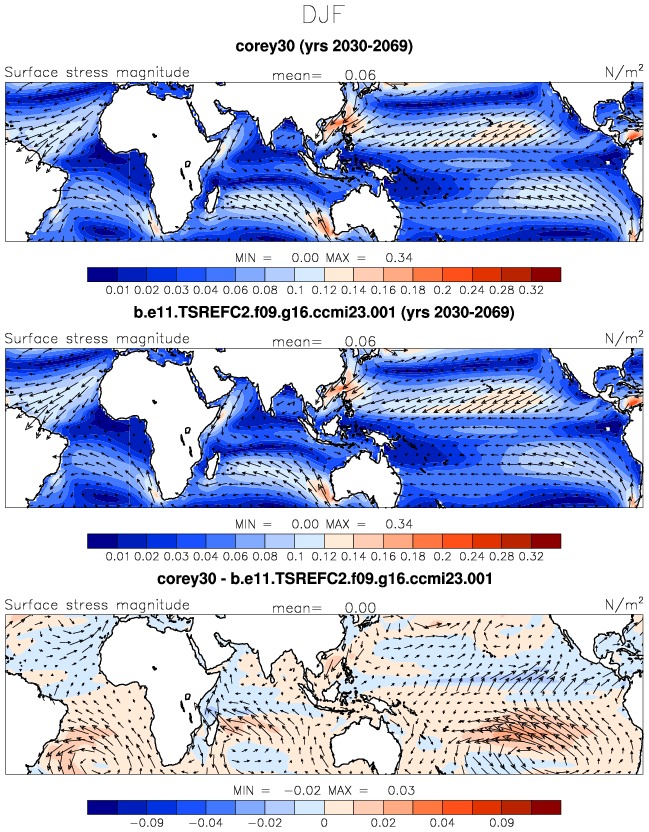 DJF
corey30 (yrs 2030-2069)
Surface stress magnitude mean= 0.06 N/m²
MIN = 0.00 MAX = 0.34
0.01 0.02 0.03 0.04 0.06 0.08 0.1 0.12 0.14 0.16 0.18 0.2 0.24 0.28 0.32
b.e11.TSREFC2.f09.g16.ccmi23.001 (yrs 2030-2069)
Surface stress magnitude mean= 0.06 N/m²
MIN = 0.00 MAX = 0.34
0.01 0.02 0.03 0.04 0.06 0.08 0.1 0.12 0.14 0.16 0.18 0.2 0.24 0.28 0.32
corey30 - b.e11.TSREFC2.f09.g16.ccmi23.001
Surface stress magnitude mean= 0.00 N/m²
MIN = -0.02 MAX = 0.03
-0.09 -0.04 -0.02 0 0.02 0.04 0.09